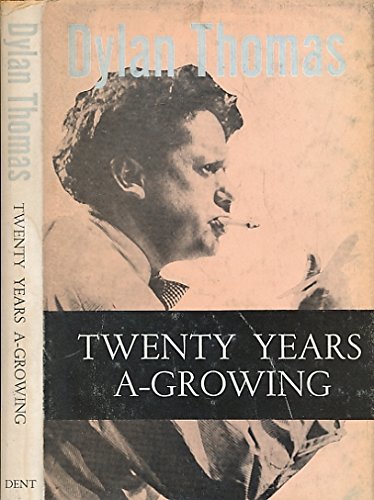 Dylan Thomas
TWENTY YEARS
A-GROWING
Dylan Thomas
TWENTY YEARS A-GROWING
DENT